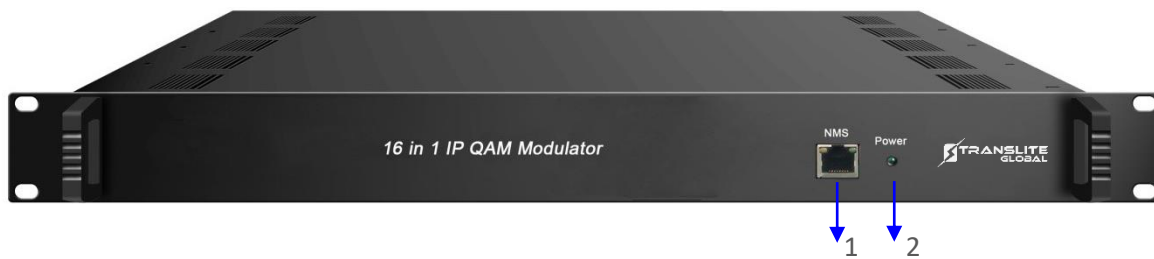 16 in 1 IP QAM Modulator
NMS
Power
TRANSLITE
GLOBAL
1
2